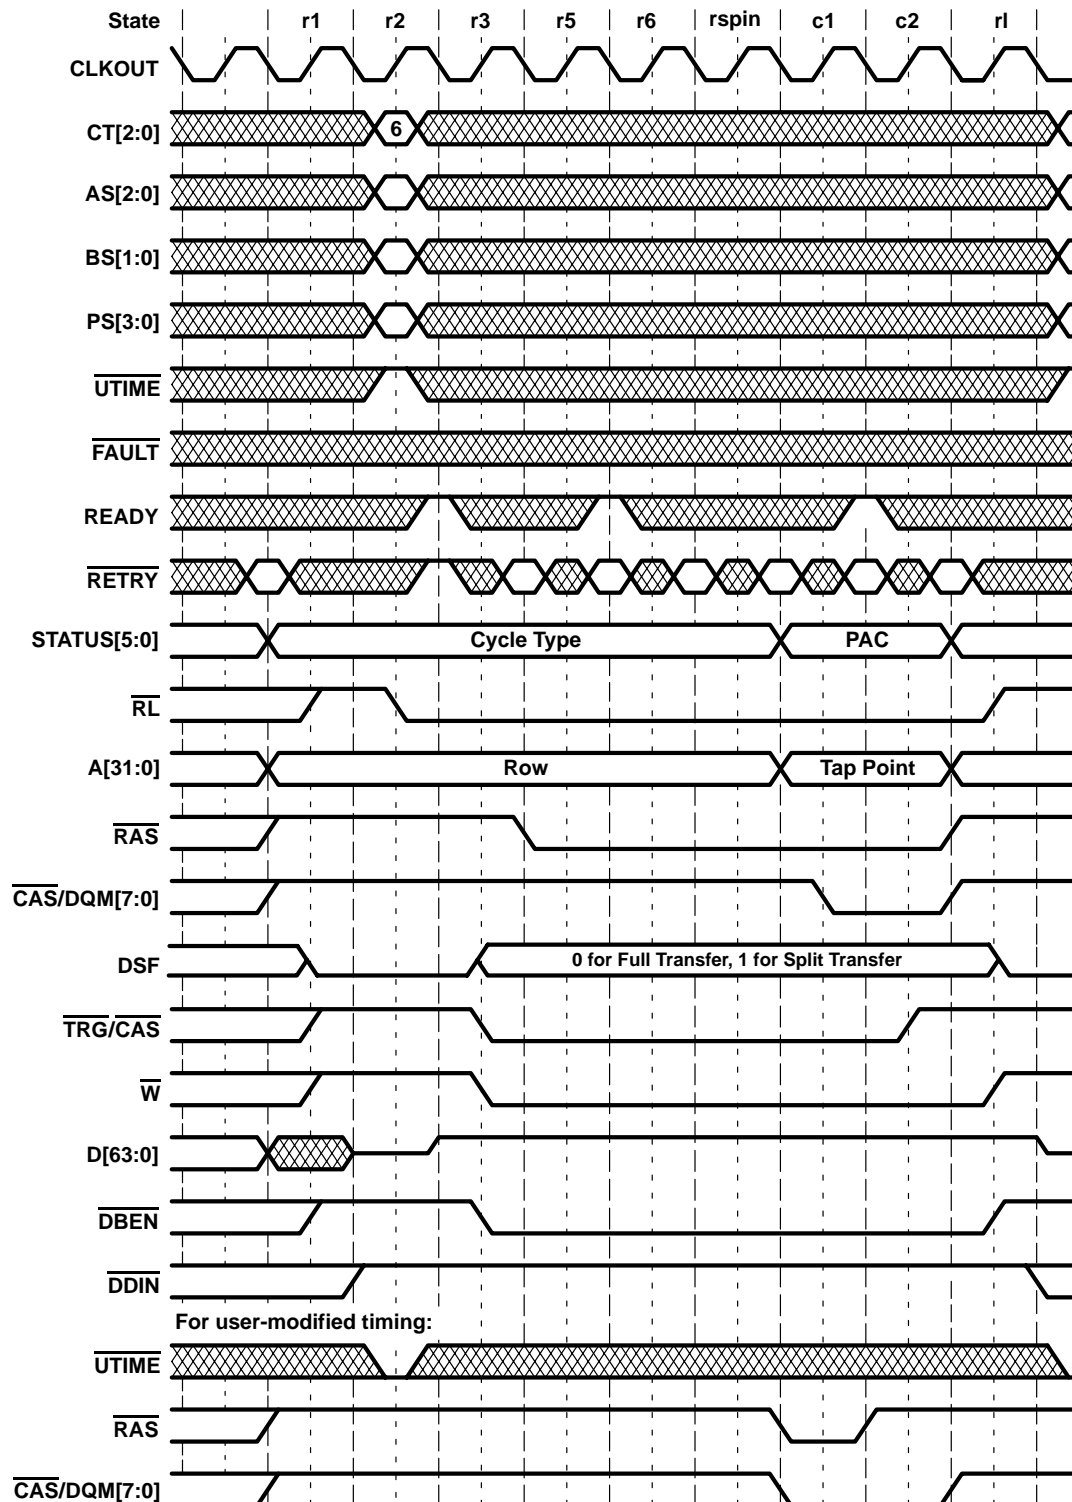 State r1 r2 r3 r5 r6 rspin c1 c2 rl
CLKOUT
CT[2:0] 6
AS[2:0]
BS[1:0]
PS[3:0]
UTIME
FAULT
READY
RETRY
STATUS[5:0] Cycle Type PAC
RL
A[31:0] Row Tap Point
RAS
CAS/DQM[7:0]
DSF 0 for Full Transfer, 1 for Split Transfer
TRG/CAS
W
D[63:0]
DBEN
DDIN
For user-modified timing:
UTIME
RAS
CAS/DQM[7:0]